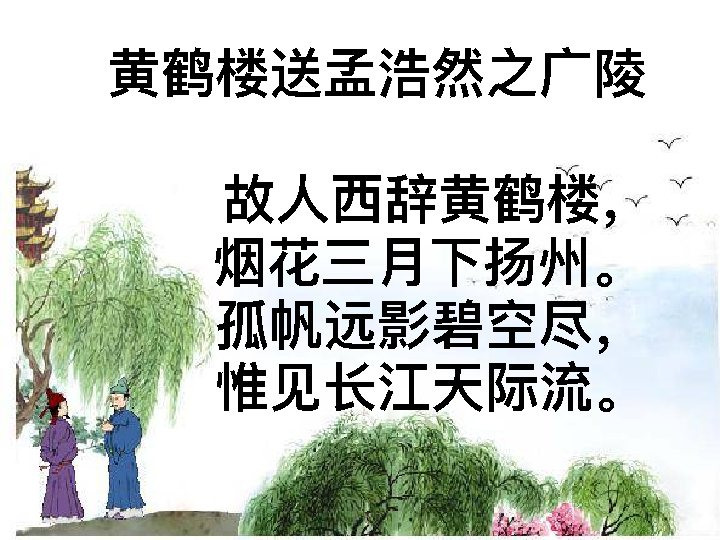 黄鹤楼送孟浩然之广陵
故人西辞黄鹤楼，
烟花三月下扬州。
孤帆远影碧空尽，
惟见长江天际流。